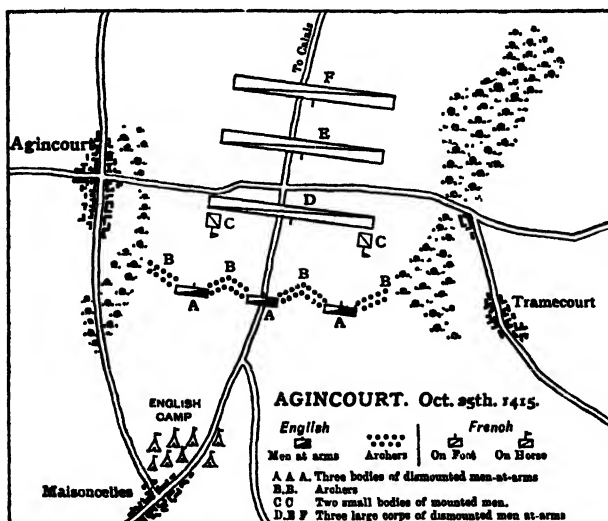 To Calais
F
E
Agincourt
D
C
C
B
B
B
B
A
A
A
Tramecourt
ENGLISH
CAMP
Maisoncelles
AGINCOURT. Oct. 25th. 1415.
English
French
Men at arms
Archers
On Foot
On Horse
A A A. Three bodies of dismounted men-at-arms
B.B. Archers
C C Two small bodies of mounted men.
D.E F Three large corps of dismounted men at-arms